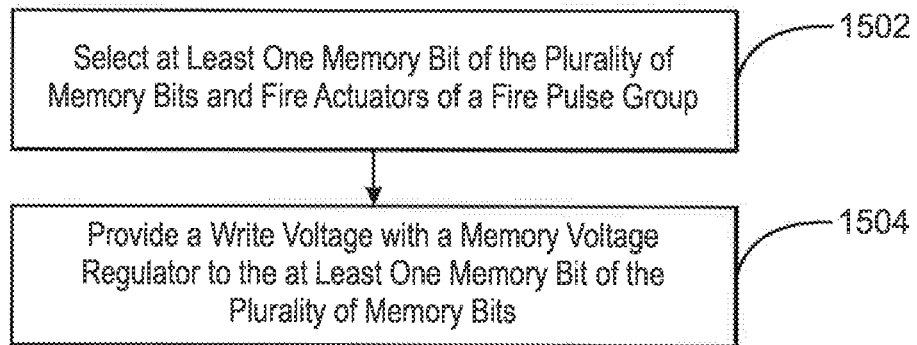 Select at Least One Memory Bit of the Plurality of
Memory Bits and Fire Actuators of a Fire Pulse Group
1502
Provide a Write Voltage with a Memory Voltage
Regulator to the at Least One Memory Bit of the
Plurality of Memory Bits
1504